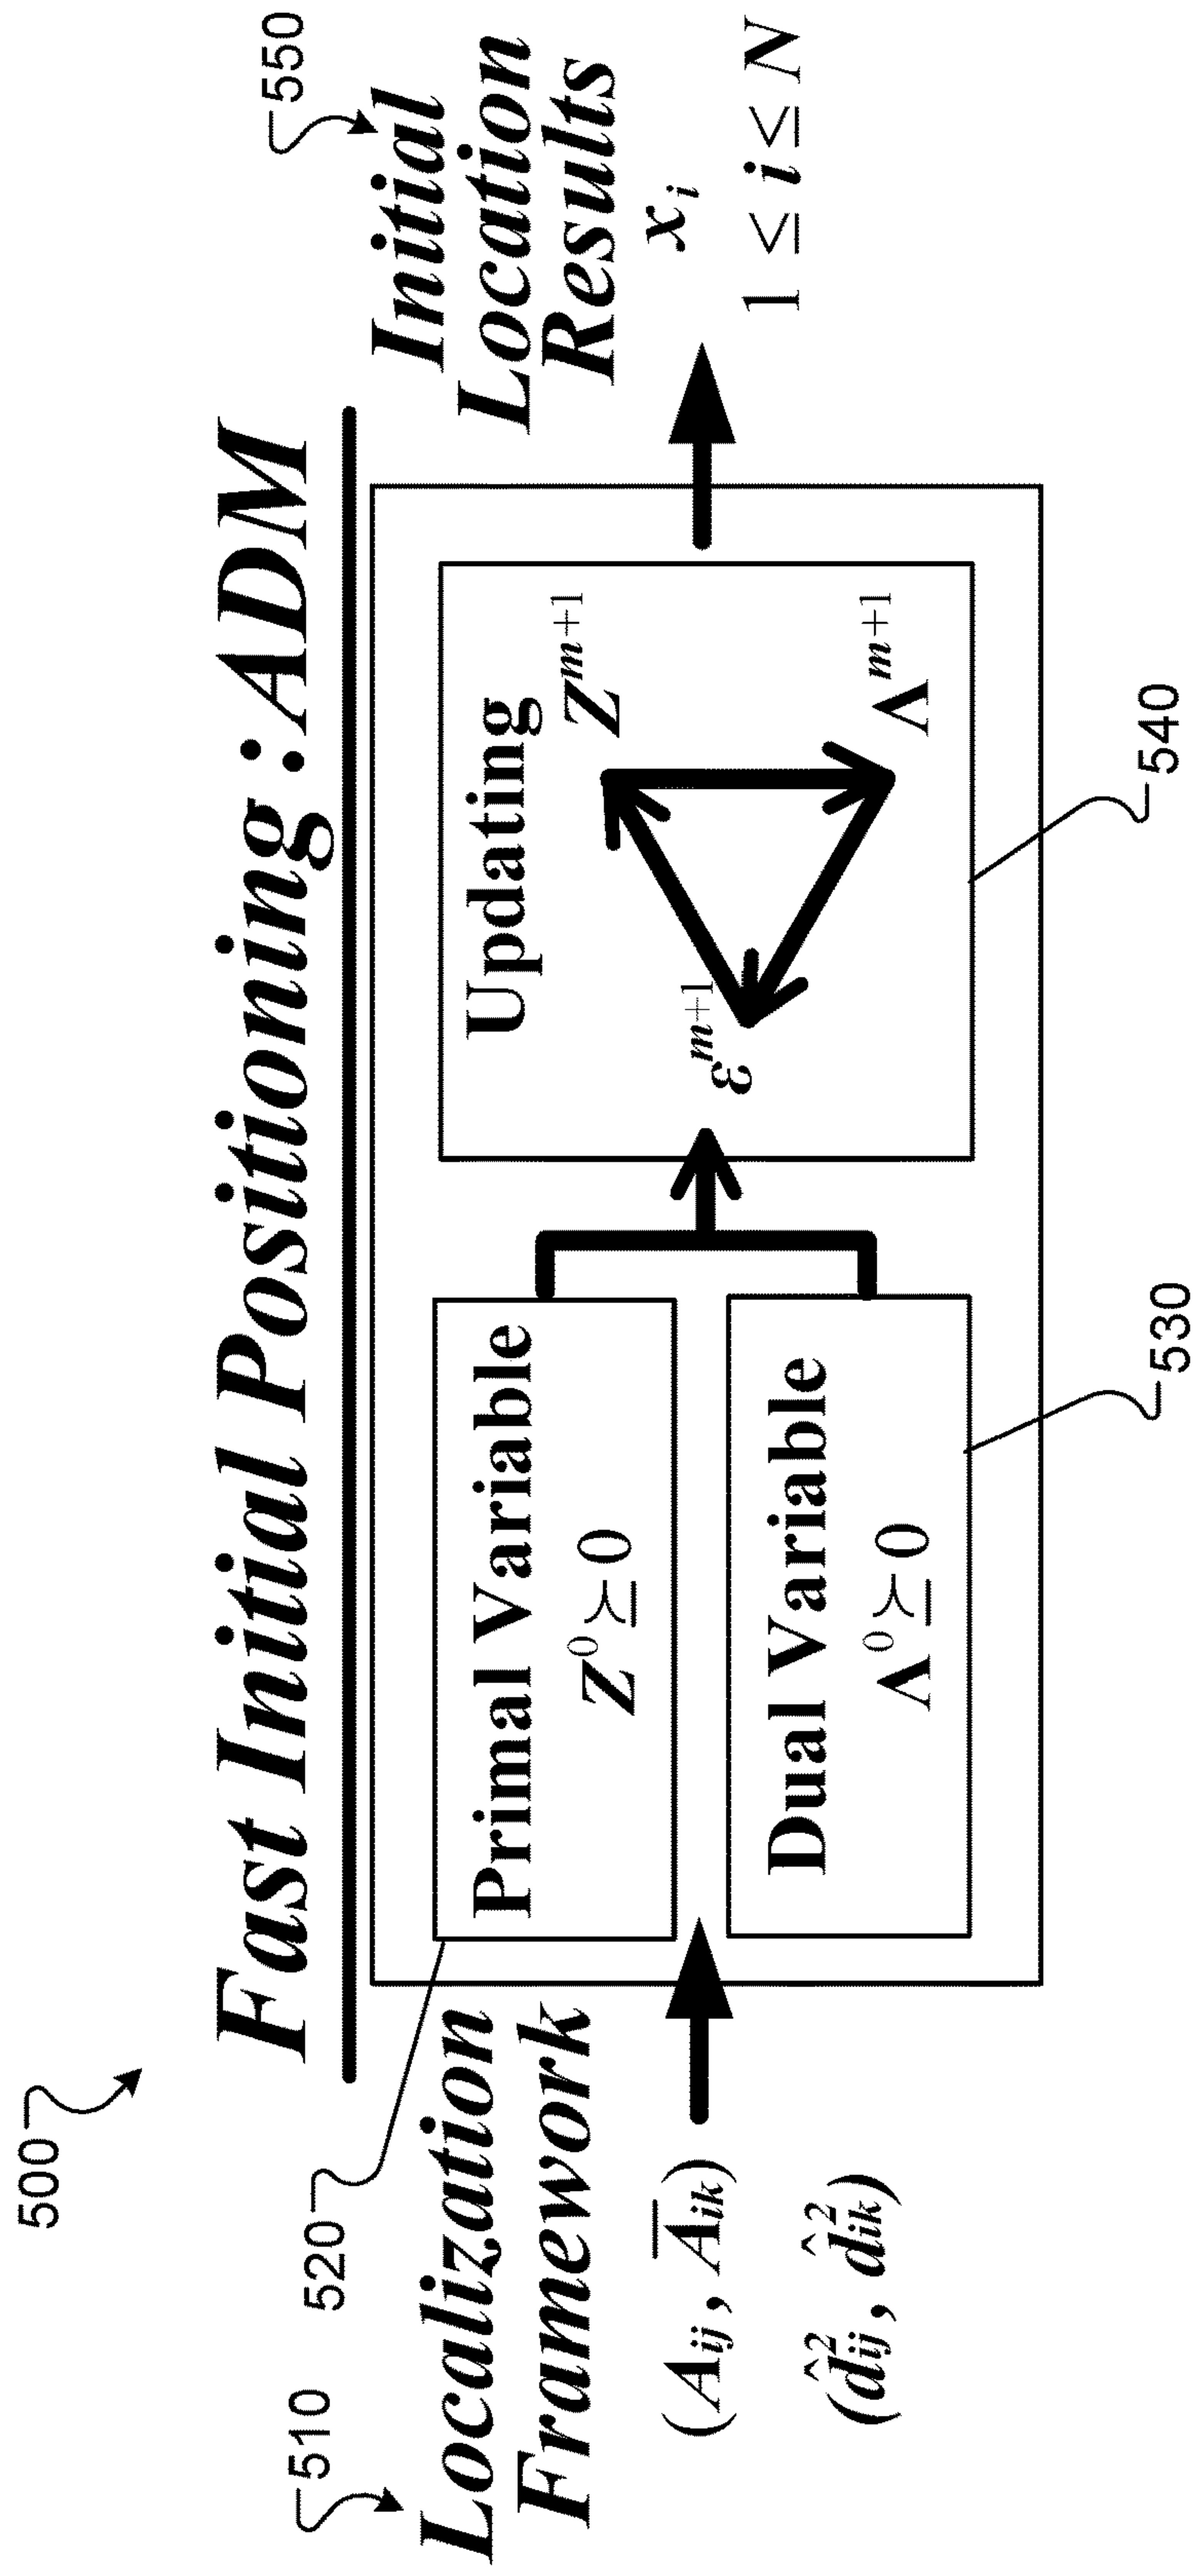 500
Fast Initial Positioning : ADM
510
Localization
Framework
(A_ij , A̅_ik)
(d̂²_ij , d̂²_ik)
520
Primal Variable
Z⁰ ⪰ 0
Dual Variable
Λ⁰ ⪰ 0
530
Updating
Z^{m+1}
ε^{m+1}
Λ^{m+1}
540
550
Initial
Location
Results
x_i
1 ≤ i ≤ N